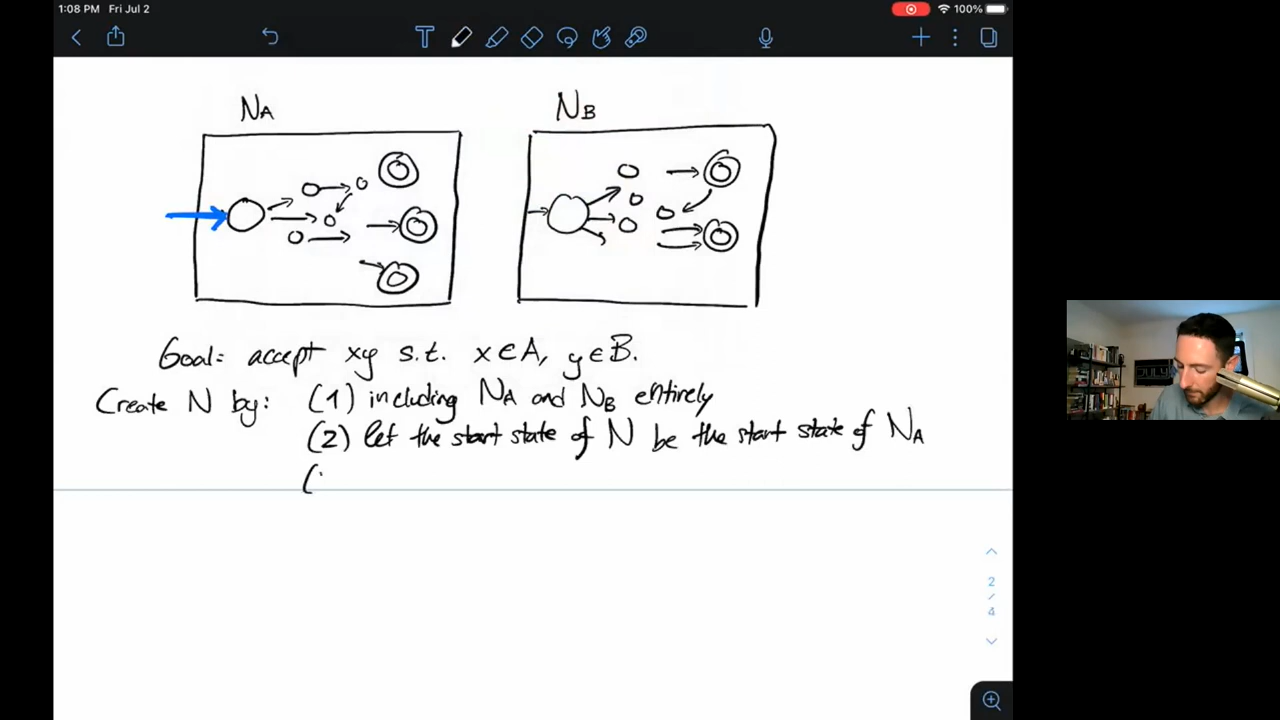 1:08 PM Fri Jul 2
100%
T
NA
NB
Goal: accept xy s.t. x∈A, y∈B.
Create N by: (1) including NA and NB entirely
(2) let the start state of N be the start state of NA
(
2
/
4